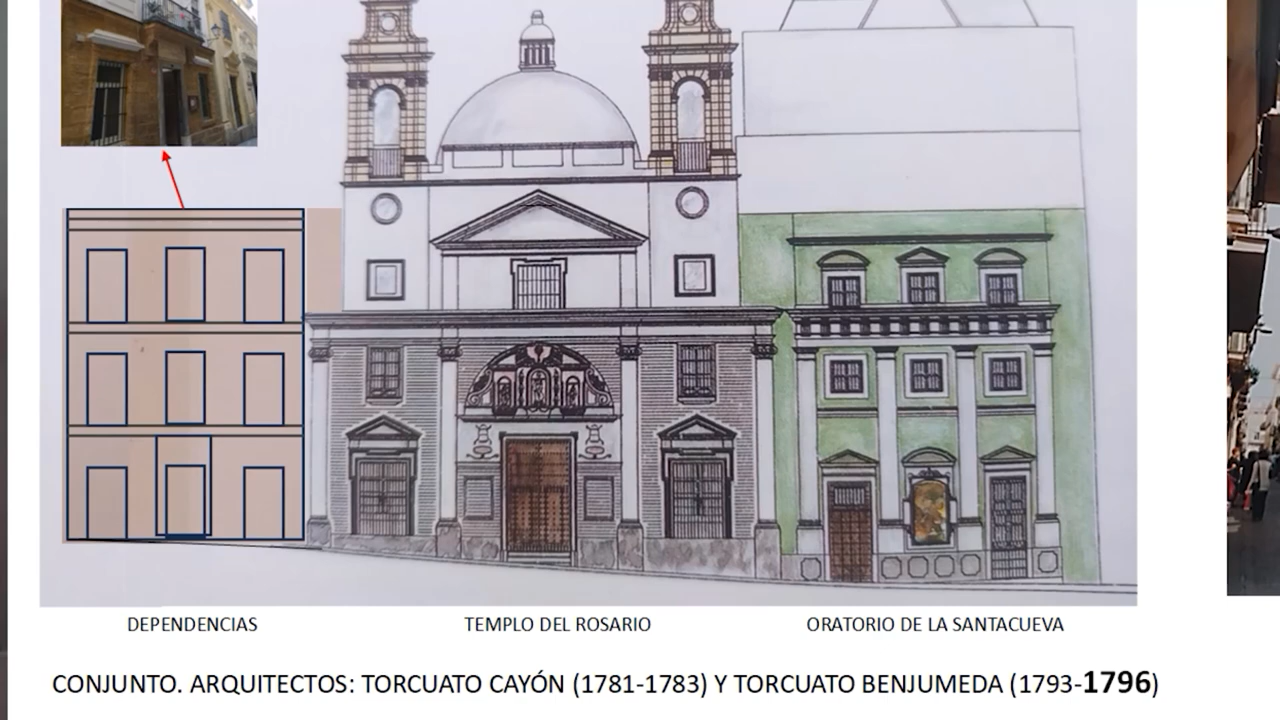 DEPENDENCIAS
TEMPLO DEL ROSARIO
ORATORIO DE LA SANTACUEVA
CONJUNTO. ARQUITECTOS: TORCUATO CAYÓN (1781-1783) Y TORCUATO BENJUMEDA (1793-1796)